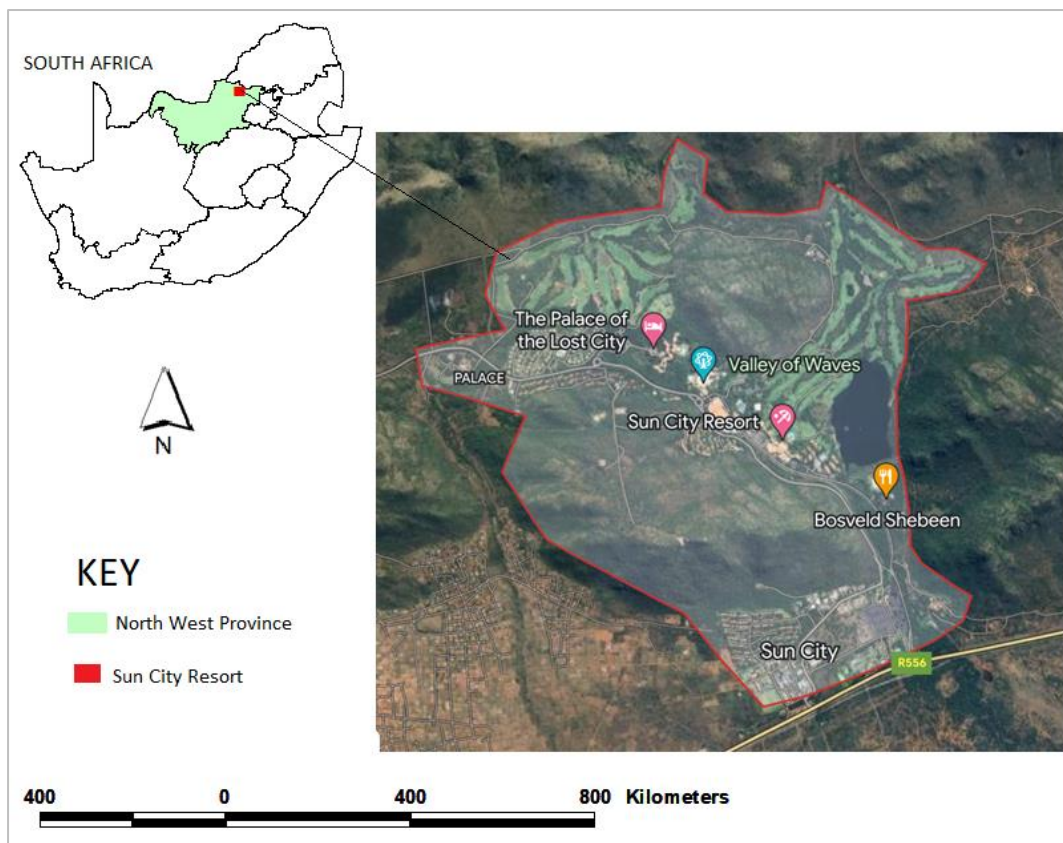 SOUTH AFRICA
The Palace of
the Lost City
Valley of Waves
PALACE
Sun City Resort
Bosveld Shebeen
N
KEY
North West Province
Sun City Resort
Sun City
R556
400 0 400 800 Kilometers